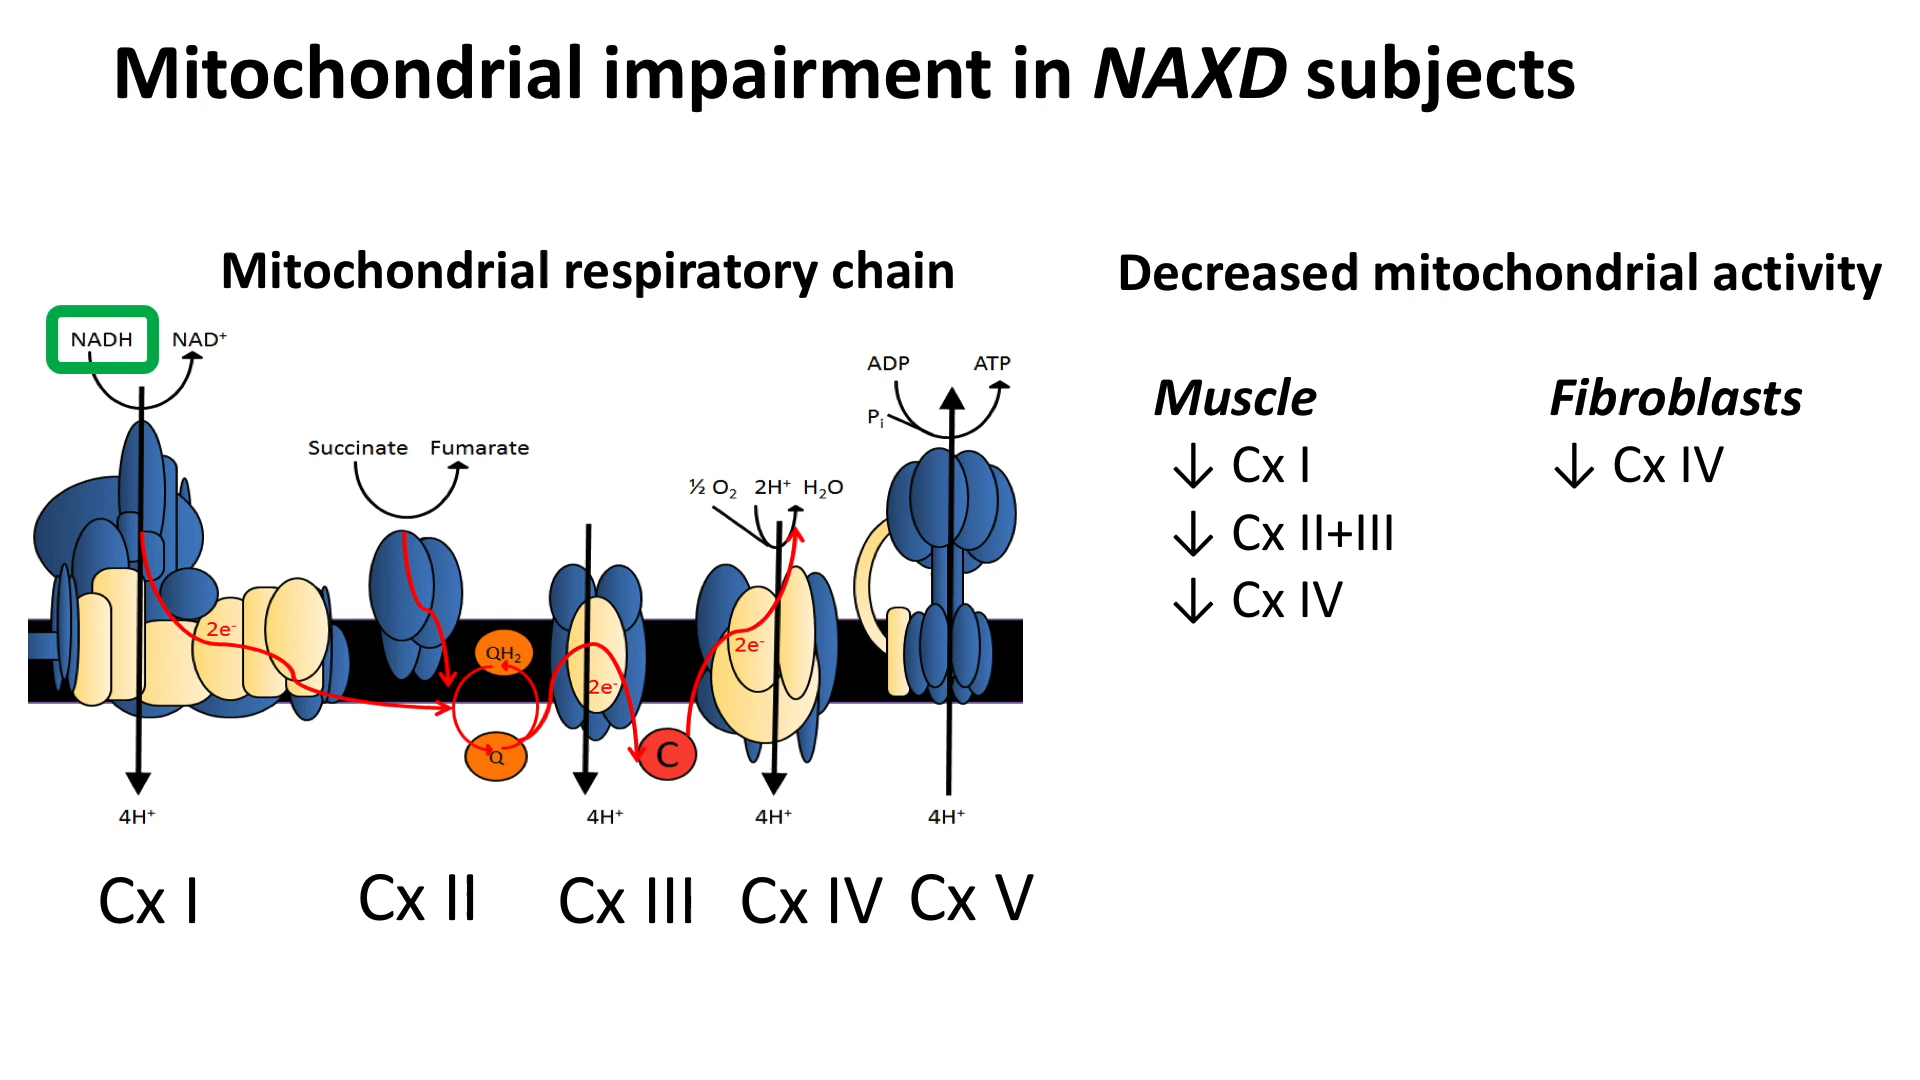 Mitochondrial impairment in NAXD subjects
Mitochondrial respiratory chain
NADH NAD⁺
Succinate Fumarate
½ O₂ 2H⁺ H₂O
ADP ATP
Pᵢ
2e⁻
QH₂
Q
2e⁻
C
2e⁻
4H⁺ 4H⁺ 4H⁺ 4H⁺
Cx I Cx II Cx III Cx IV Cx V
Decreased mitochondrial activity
Muscle
↓ Cx I
↓ Cx II+III
↓ Cx IV
Fibroblasts
↓ Cx IV